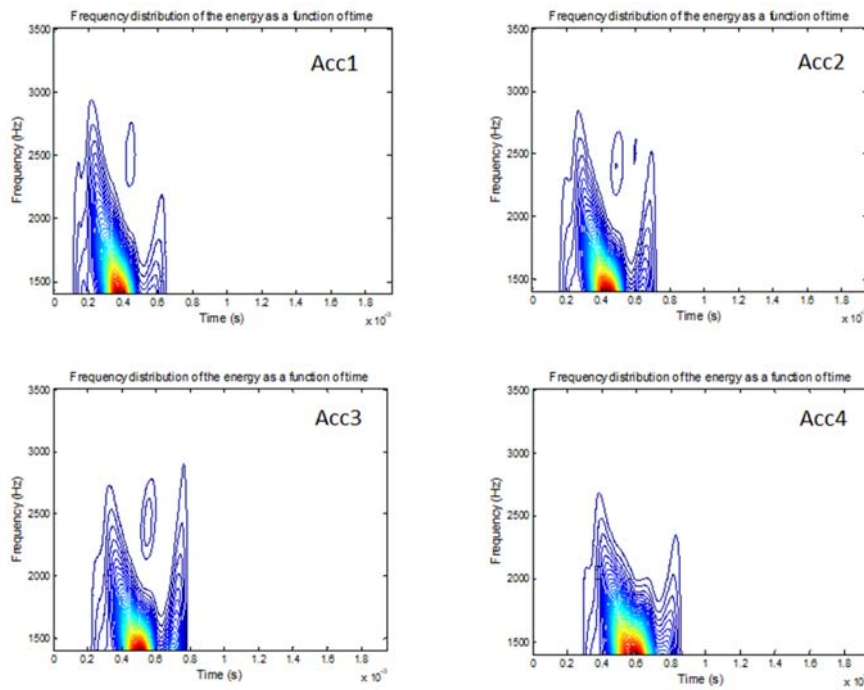 Frequency distribution of the energy as a function of time
Acc1
Frequency (Hz)
3500
3000
2500
2000
1500
0 0.2 0.4 0.6 0.8 1 1.2 1.4 1.6 1.8
Time (s)
x 10⁻³
Frequency distribution of the energy as a function of time
Acc2
Frequency (Hz)
3500
3000
2500
2000
1500
0 0.2 0.4 0.6 0.8 1 1.2 1.4 1.6 1.8
Time (s)
x 10
Frequency distribution of the energy as a function of time
Acc3
Frequency (Hz)
3500
3000
2500
2000
1500
0 0.2 0.4 0.6 0.8 1 1.2 1.4 1.6 1.8
Time (s)
x 10⁻³
Frequency distribution of the energy as a function of time
Acc4
Frequency (Hz)
3500
3000
2500
2000
1500
0 0.2 0.4 0.6 0.8 1 1.2 1.4 1.6 1.8
Time (s)
x 10